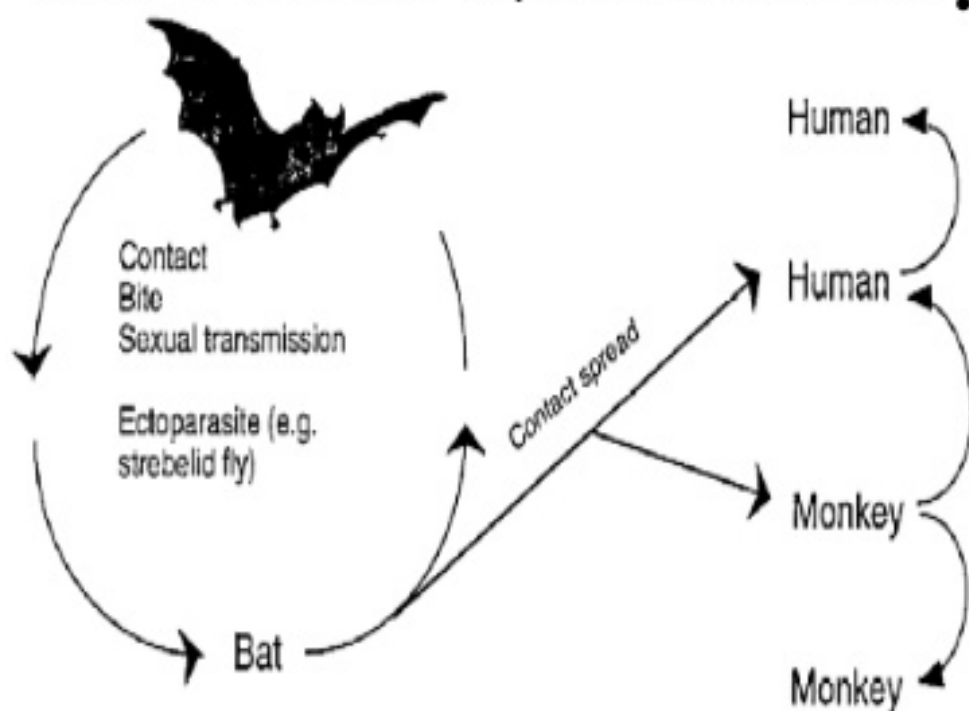 Contact
Bite
Sexual transmission
Ectoparasite (e.g.
strebelid fly)
Bat
Contact spread
Human
Human
Monkey
Monkey